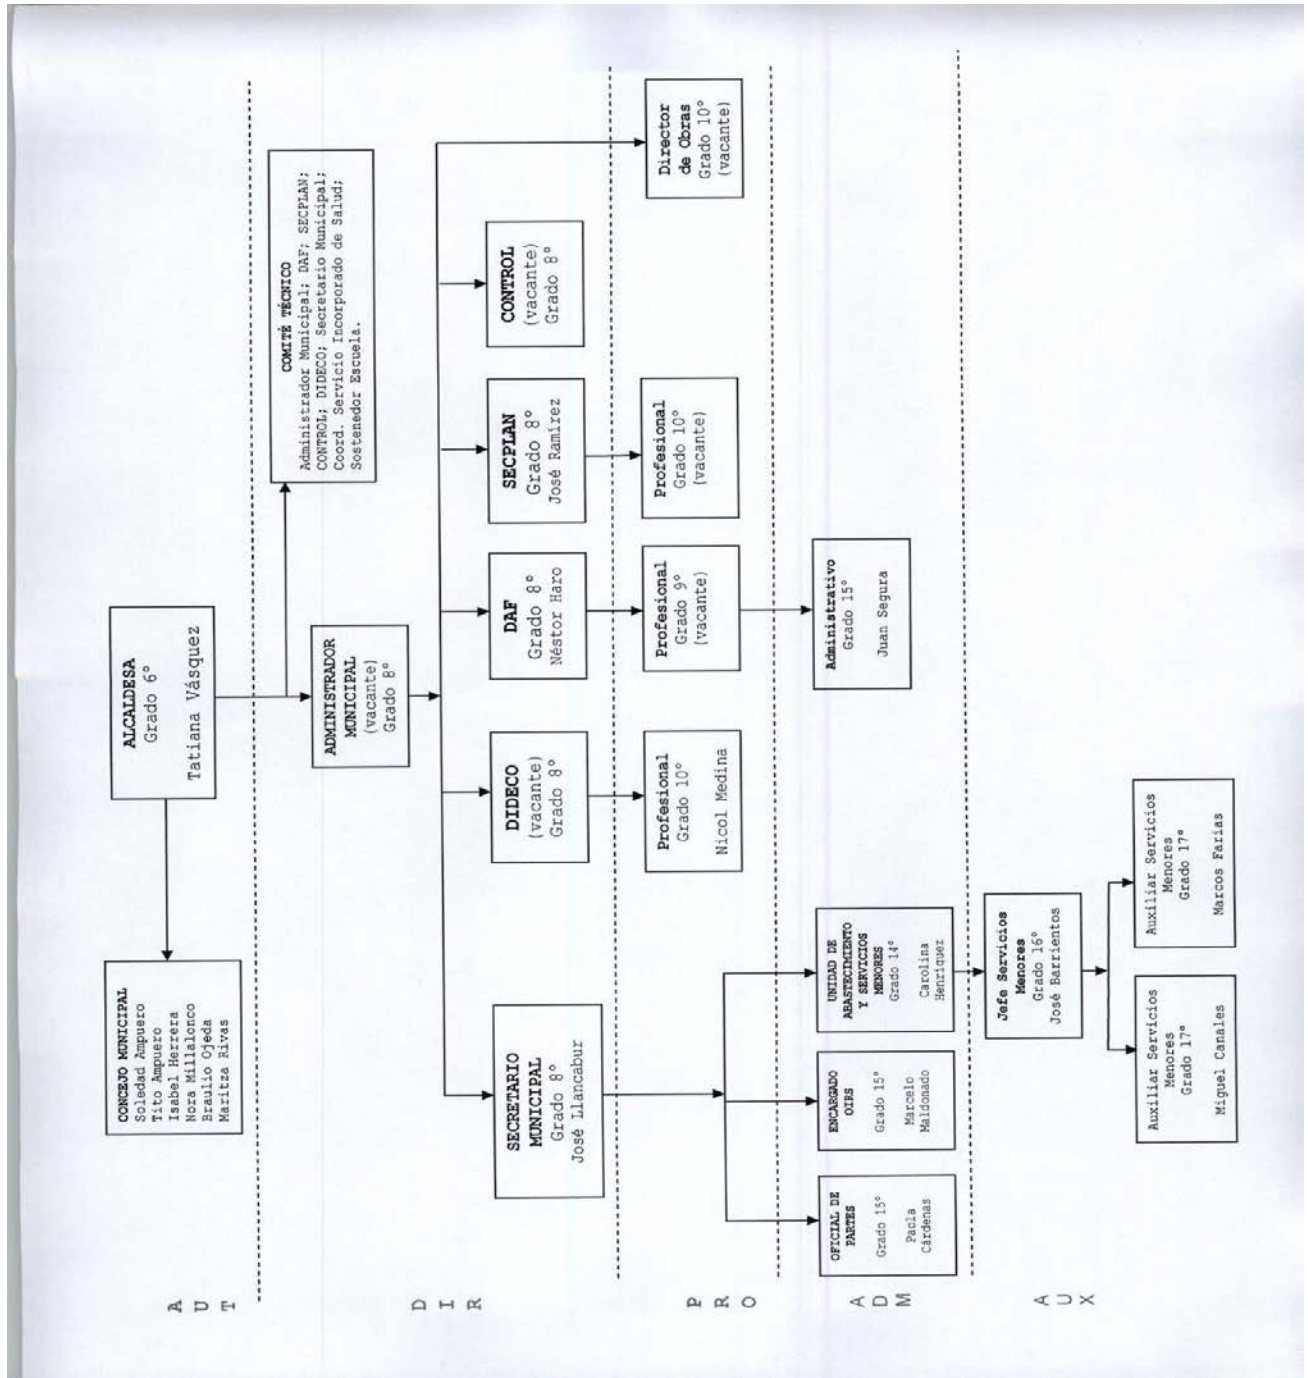 CONCEJO MUNICIPAL
Soledad Ampuero
Tito Ampuero
Isabel Herrera
Nora Millalonco
Braulio Ojeda
Maritza Rivas
ALCALDESA
Grado 6°
Tatiana Vásquez
A
U
T
COMITÉ TÉCNICO
Administrador Municipal; DAF; SECPLAN;
CONTROL; DIDECO; Secretario Municipal;
Coord. Servicio Incorporado de Salud;
Sostenedor Escuela.
ADMINISTRADOR
MUNICIPAL
(vacante)
Grado 8°
D
I
R
SECRETARIO
MUNICIPAL
Grado 8°
José Llancabur
DIDECO
(vacante)
Grado 8°
DAF
Grado 8°
Néstor Haro
SECPLAN
Grado 8°
José Ramírez
CONTROL
(vacante)
Grado 8°
P
R
O
Profesional
Grado 10°
Nicol Medina
Profesional
Grado 9°
(vacante)
Profesional
Grado 10°
(vacante)
Director
de Obras
Grado 10°
(vacante)
A
D
M
OFICIAL DE
PARTES
Grado 15°
Paola
Cárdenas
ENCARGADO
OIRS
Grado 15°
Marcelo
Maldonado
UNIDAD DE
ABASTECIMIENTO
Y SERVICIOS
MENORES
Grado 14°
Carolina
Henríquez
Administrativo
Grado 15°
Juan Segura
A
U
X
Jefe Servicios
Menores
Grado 16°
José Barrientos
Auxiliar Servicios
Menores
Grado 17°
Miguel Canales
Auxiliar Servicios
Menores
Grado 17°
Marcos Farias